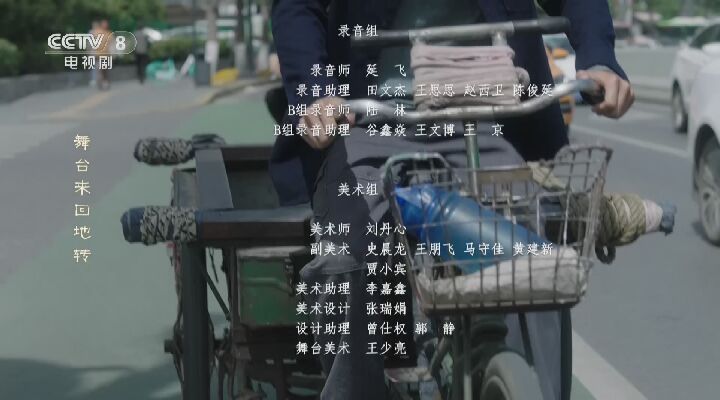 CCTV 8
电视剧
舞台来回地转
录音组
录音师 延 飞
录音助理 田文杰 王思思 赵西卫 陈俊延
B组录音师 陆 林
B组录音助理 谷鑫焱 王文博 王 京
美术组
美术师 刘丹心
副美术 史晨龙 王朋飞 马守佳 黄建新
贾小宾
美术助理 李嘉鑫
美术设计 张瑞娟
设计助理 曾仕权 郭 静
舞台美术 王少亮